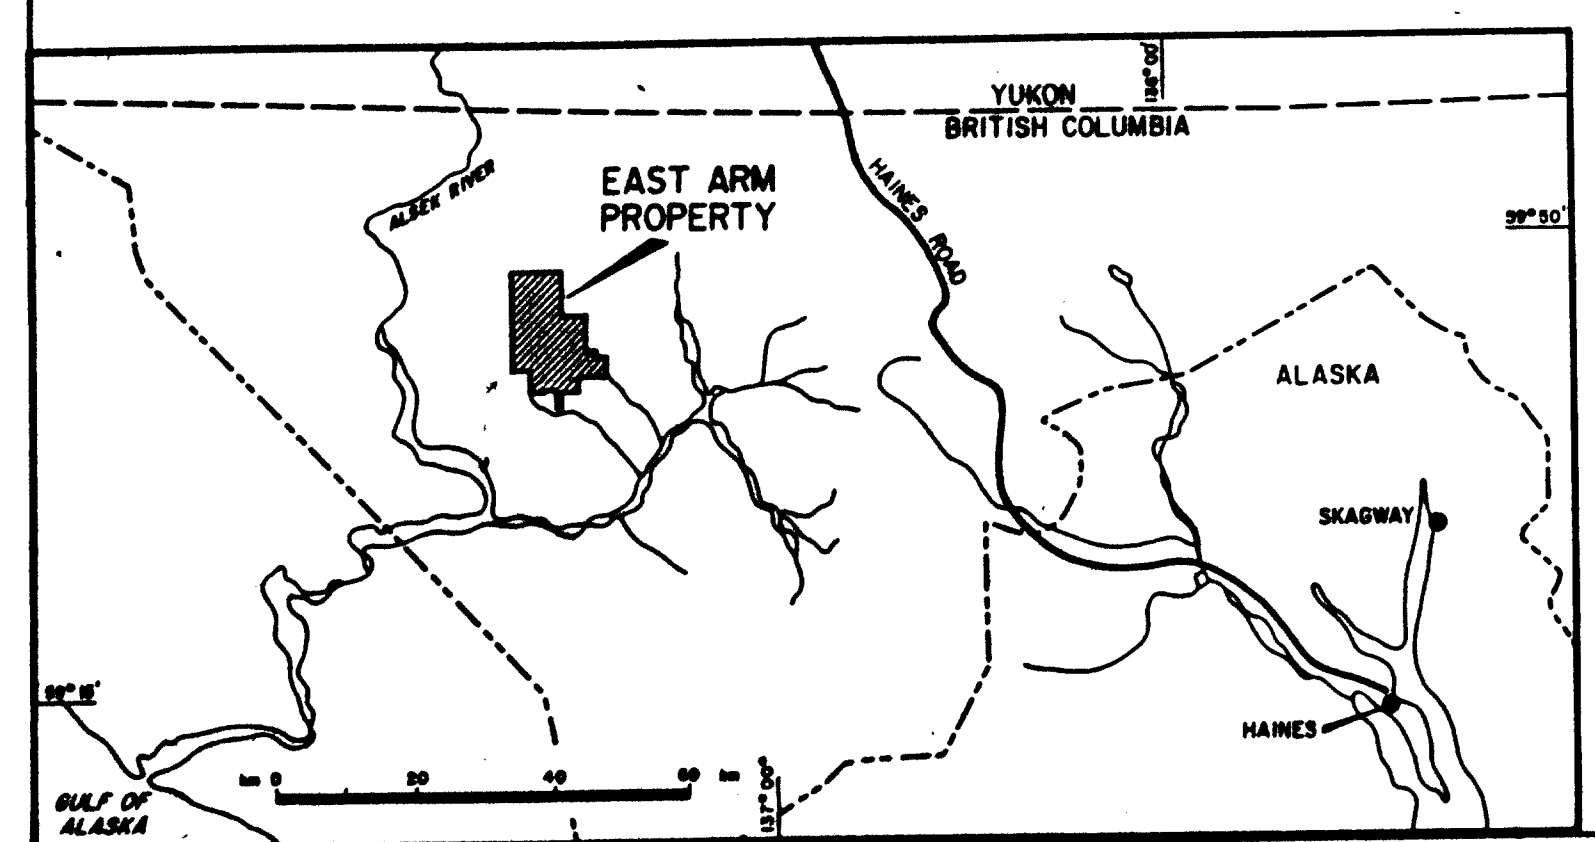 136°00'
YUKON
BRITISH COLUMBIA
ALSEK RIVER
EAST ARM
PROPERTY
HAINES ROAD
59°50'
ALASKA
SKAGWAY
59°15'
HAINES
km 0 20 40 60 km
137°00'
GULF OF
ALASKA